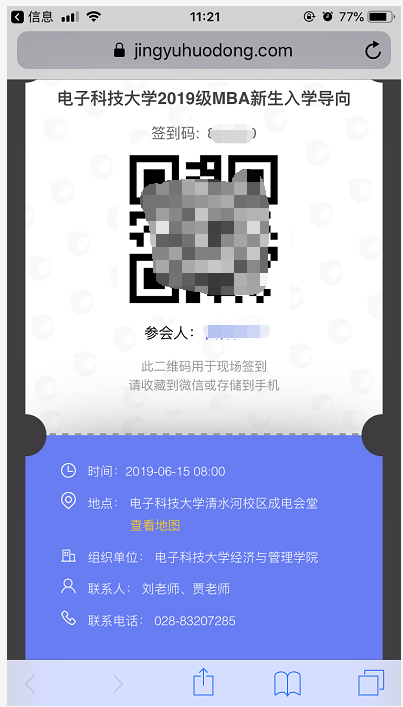 信息
11:21
77%
jingyuhuodong.com
电子科技大学2019级MBA新生入学导向
签到码：
参会人：
此二维码用于现场签到
请收藏到微信或存储到手机
时间：2019-06-15 08:00
地点：电子科技大学清水河校区成电会堂
查看地图
组织单位：电子科技大学经济与管理学院
联系人：刘老师、贾老师
联系电话：028-83207285